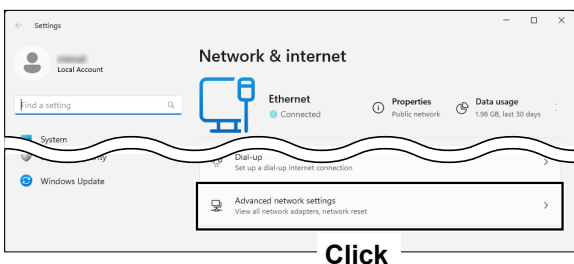 Settings
Local Account
Find a setting
System
Windows Update
Network & internet
Ethernet
Connected
Properties
Public network
Data usage
1.98 GB, last 30 days
Dial-up
Set up a dial-up internet connection
Advanced network settings
View all network adapters, network reset
Click